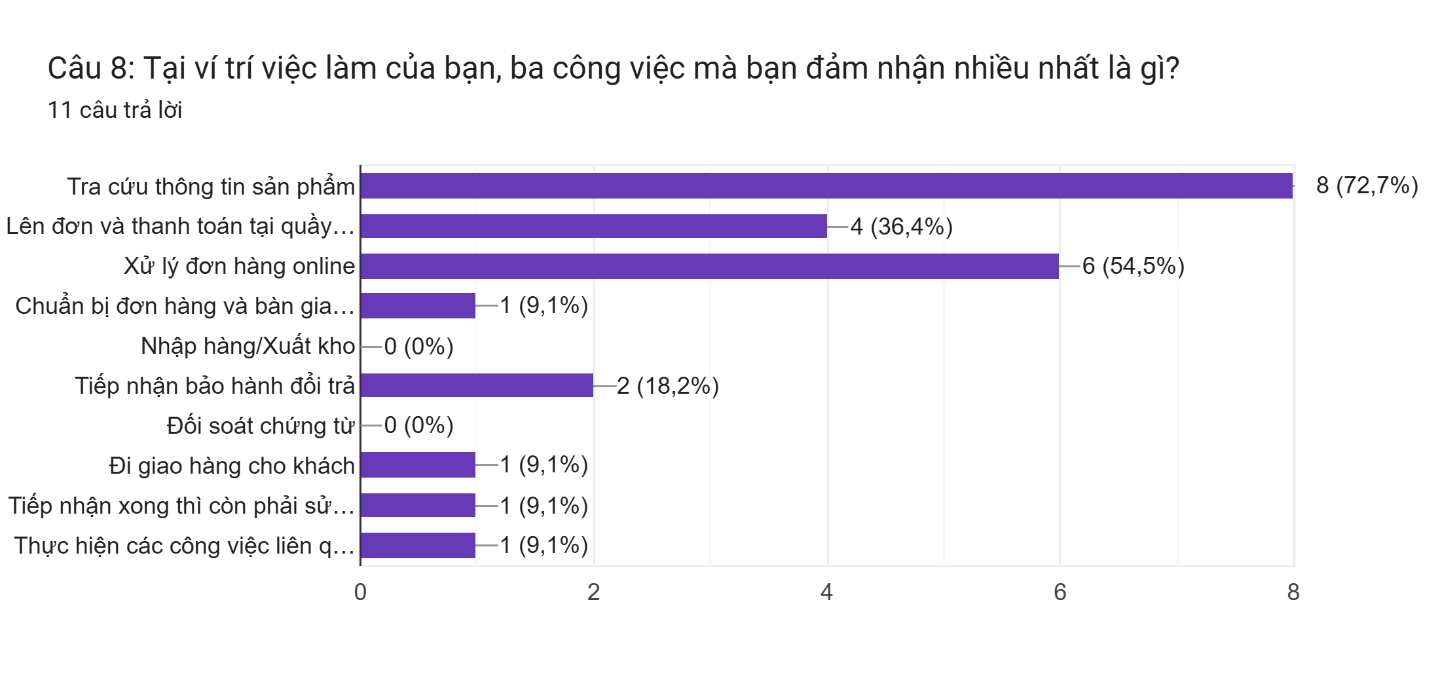 Câu 8: Tại ví trí việc làm của bạn, ba công việc mà bạn đảm nhận nhiều nhất là gì?
11 câu trả lời
Tra cứu thông tin sản phẩm 8 (72,7%)
Lên đơn và thanh toán tại quầy… 4 (36,4%)
Xử lý đơn hàng online 6 (54,5%)
Chuẩn bị đơn hàng và bàn gia… 1 (9,1%)
Nhập hàng/Xuất kho 0 (0%)
Tiếp nhận bảo hành đổi trả 2 (18,2%)
Đối soát chứng từ 0 (0%)
Đi giao hàng cho khách 1 (9,1%)
Tiếp nhận xong thì còn phải sử… 1 (9,1%)
Thực hiện các công việc liên q… 1 (9,1%)
0 2 4 6 8